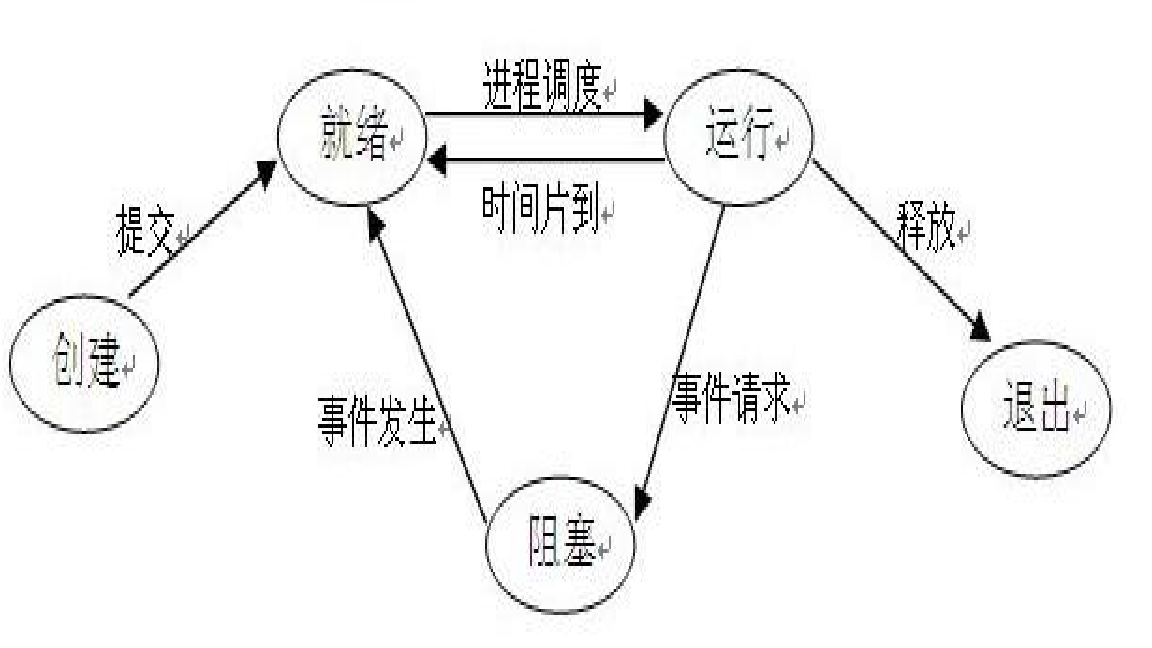 进程调度
就绪
运行
时间片到
提交
释放
创建
事件发生
事件请求
退出
阻塞